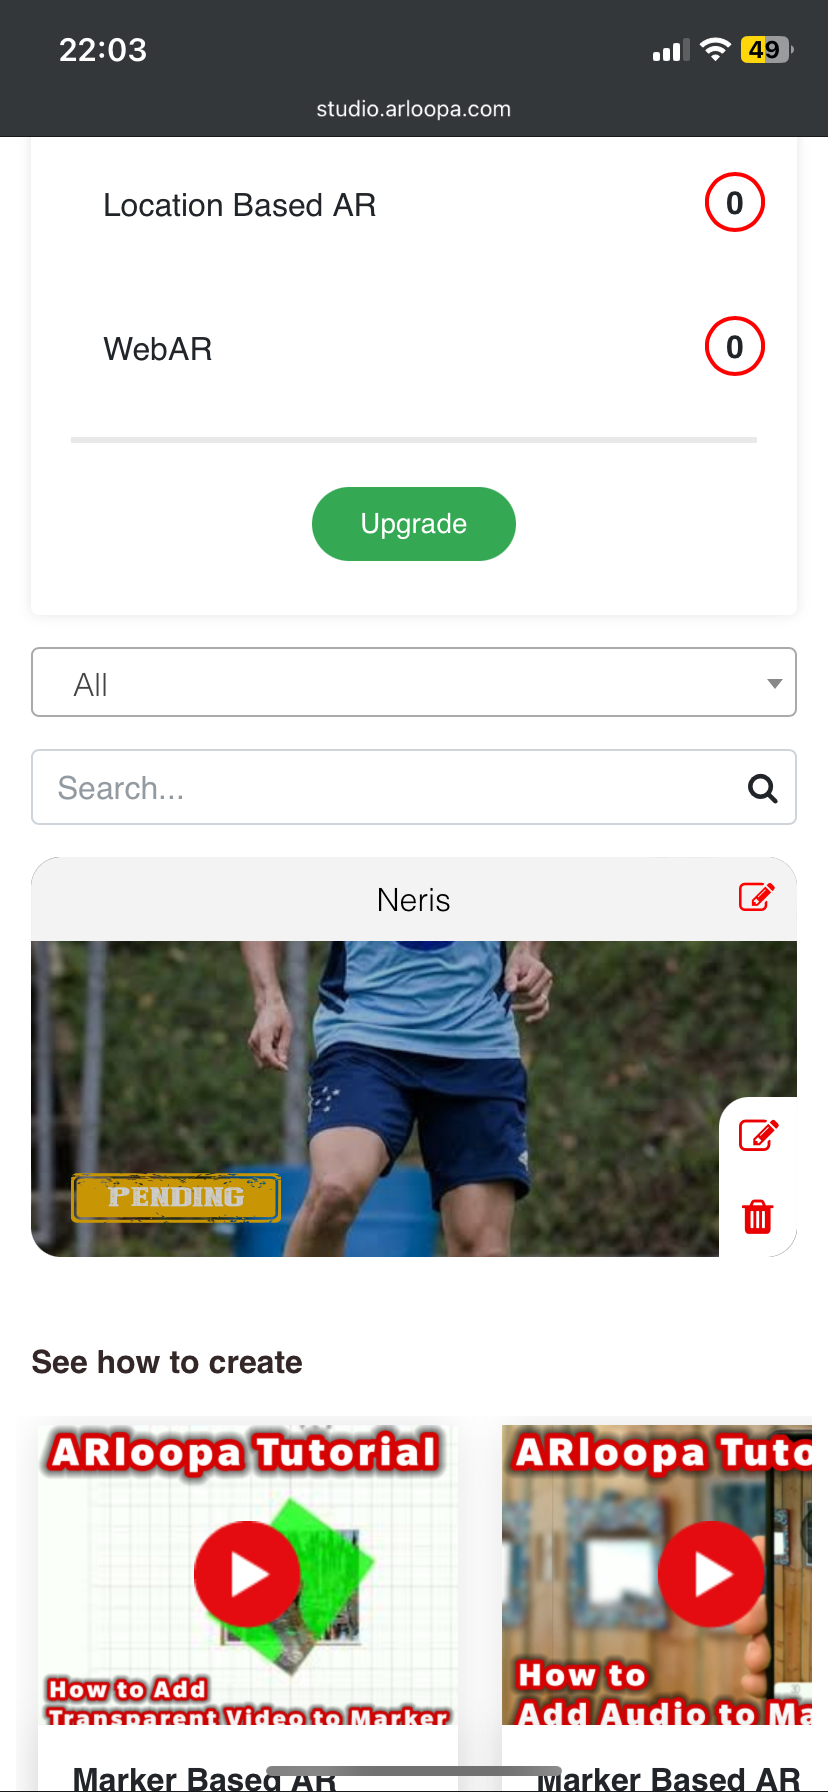 22:03
49
studio.arloopa.com
Location Based AR
0
WebAR
0
Upgrade
All
Search...
Neris
PENDING
See how to create
ARloopa Tutorial
How to Add
Transparent Video to Marker
Marker Based AR
ARloopa Tuto
How to
Add Audio to Ma
Marker Based AR